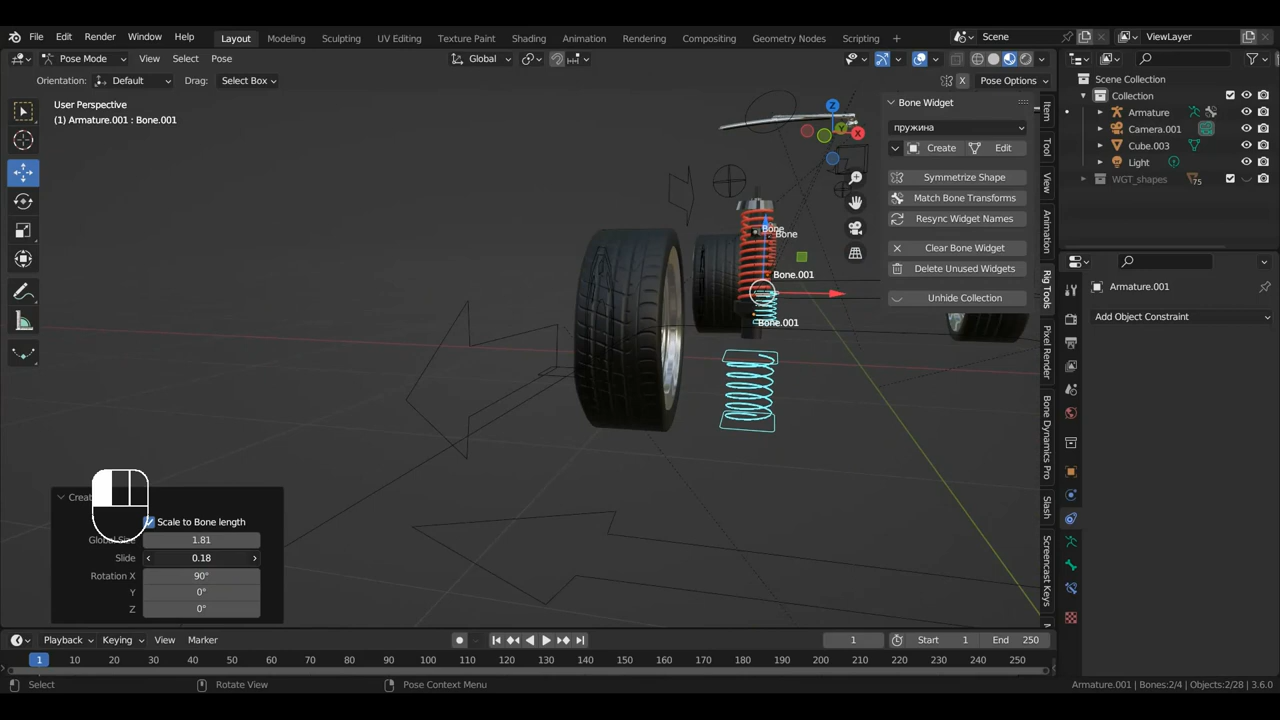 File Edit Render Window Help Layout Modeling Sculpting UV Editing Texture Paint Shading Animation Rendering Compositing Geometry Nodes Scripting + Scene ViewLayer
Pose Mode View Select Pose Global
Orientation: Default Drag: Select Box X Pose Options
User Perspective
(1) Armature.001 : Bone.001
Z
Y
X
Bone
Bone
Bone.001
Bone.001
Bone Widget
пружина
Create Edit
Symmetrize Shape
Match Bone Transforms
Resync Widget Names
Clear Bone Widget
Delete Unused Widgets
Unhide Collection
Item
Tool
View
Animation
Rig Tools
Pixel Render
Bone Dynamics Pro
Slash
Screencast Keys
Scene Collection
Collection
Armature
Camera.001
Cube.003
Light
WGT_shapes 75
Armature.001
Add Object Constraint
Scale to Bone length
Global Size 1.81
Slide 0.18
Rotation X 90°
Y 0°
Z 0°
Playback Keying View Marker 1 Start 1 End 250
1 10 20 30 40 50 60 70 80 90 100 110 120 130 140 150 160 170 180 190 200 210 220 230 240 250
Select Rotate View Pose Context Menu Armature.001 | Bones:2/4 | Objects:2/28 | 3.6.0